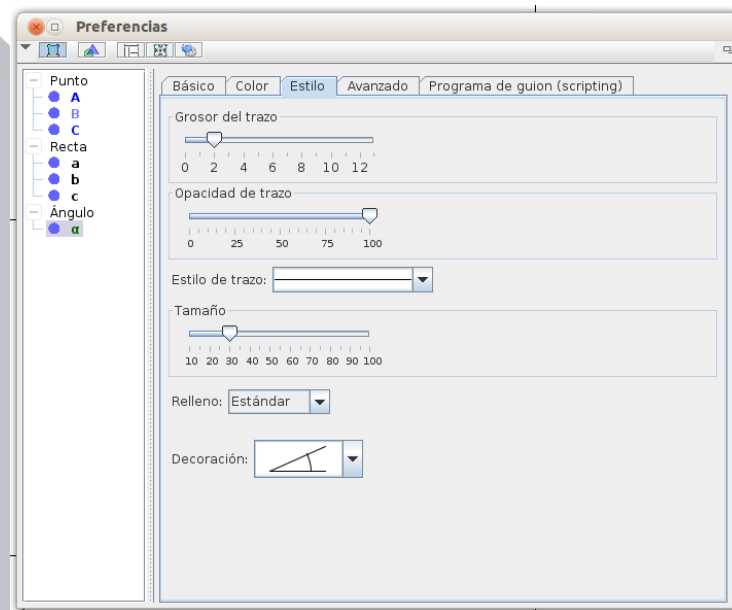 Preferencias
Punto
A
B
C
Recta
a
b
c
Ángulo
α
Básico Color Estilo Avanzado Programa de guion (scripting)
Grosor del trazo
0 2 4 6 8 10 12
Opacidad de trazo
0 25 50 75 100
Estilo de trazo:
Tamaño
10 20 30 40 50 60 70 80 90 100
Relleno: Estándar
Decoración: